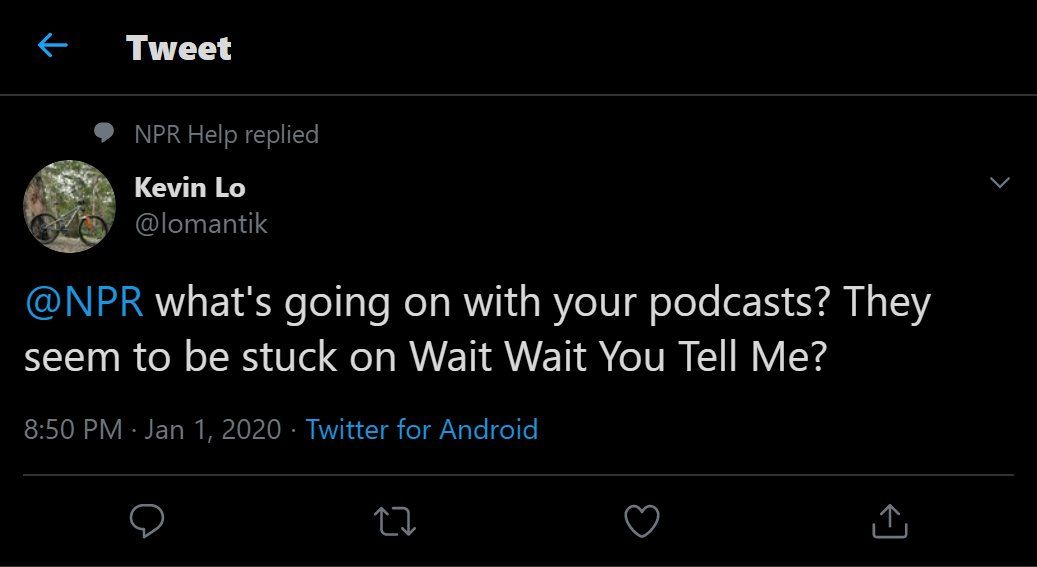 Tweet
NPR Help replied
Kevin Lo
@lomantik
@NPR what's going on with your podcasts? They
seem to be stuck on Wait Wait You Tell Me?
8:50 PM · Jan 1, 2020 · Twitter for Android